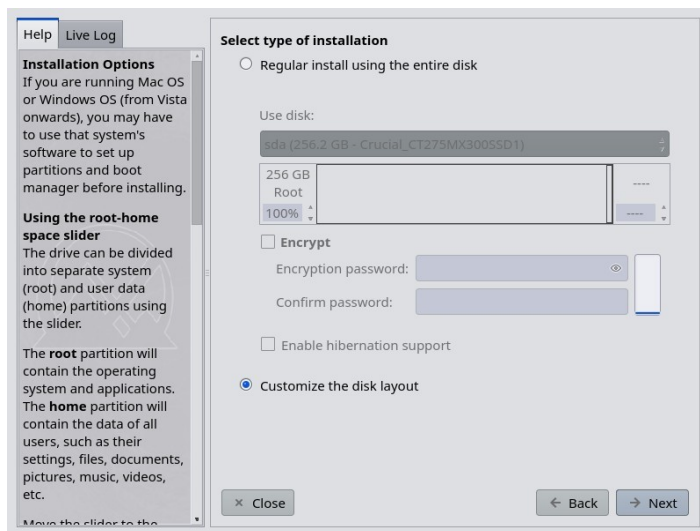 Help
Live Log
Installation Options
If you are running Mac OS
or Windows OS (from Vista
onwards), you may have
to use that system's
software to set up
partitions and boot
manager before installing.
Using the root-home
space slider
The drive can be divided
into separate system
(root) and user data
(home) partitions using
the slider.
The root partition will
contain the operating
system and applications.
The home partition will
contain the data of all
users, such as their
settings, files, documents,
pictures, music, videos,
etc.
Move the slider to the
Select type of installation
Regular install using the entire disk
Use disk:
sda (256.2 GB - Crucial_CT275MX300SSD1)
256 GB
Root
100%
----
----
Encrypt
Encryption password:
Confirm password:
Enable hibernation support
Customize the disk layout
Close
Back
Next